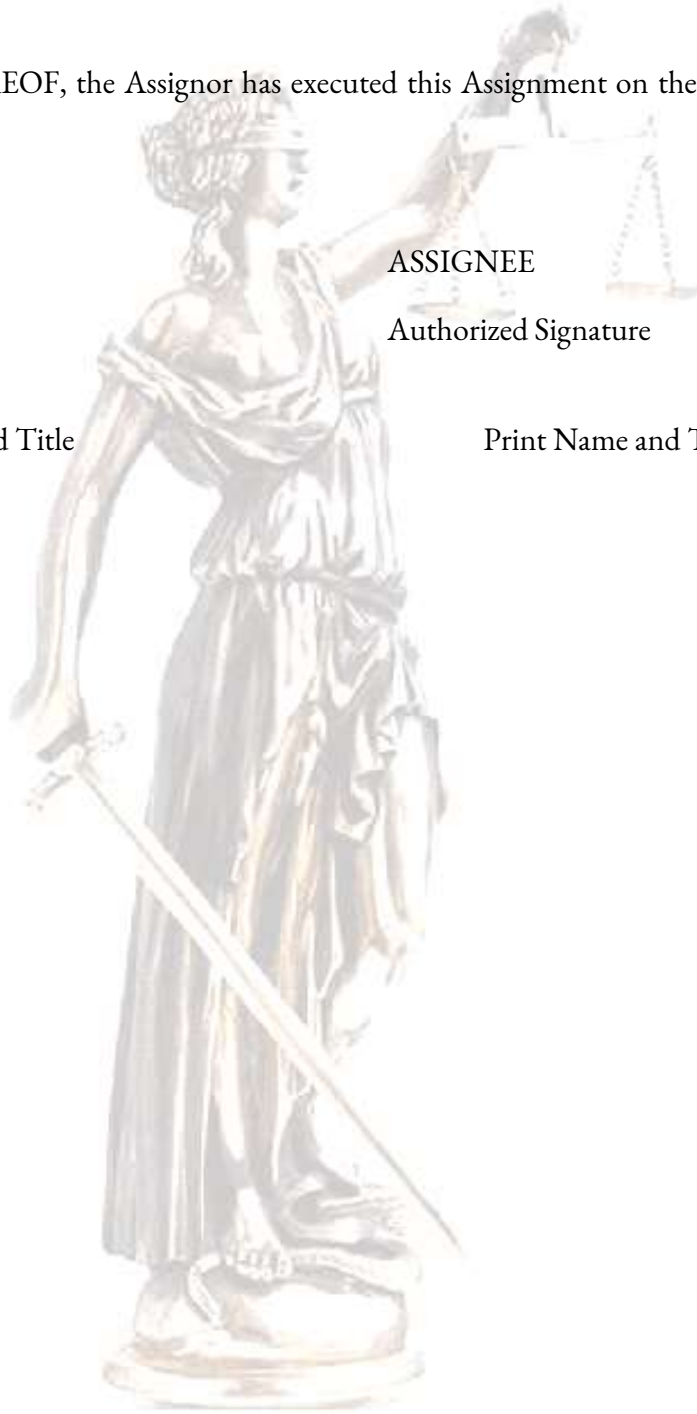 EOF, the Assignor has executed this Assignment on the
ASSIGNEE
Authorized Signature
d Title Print Name and T